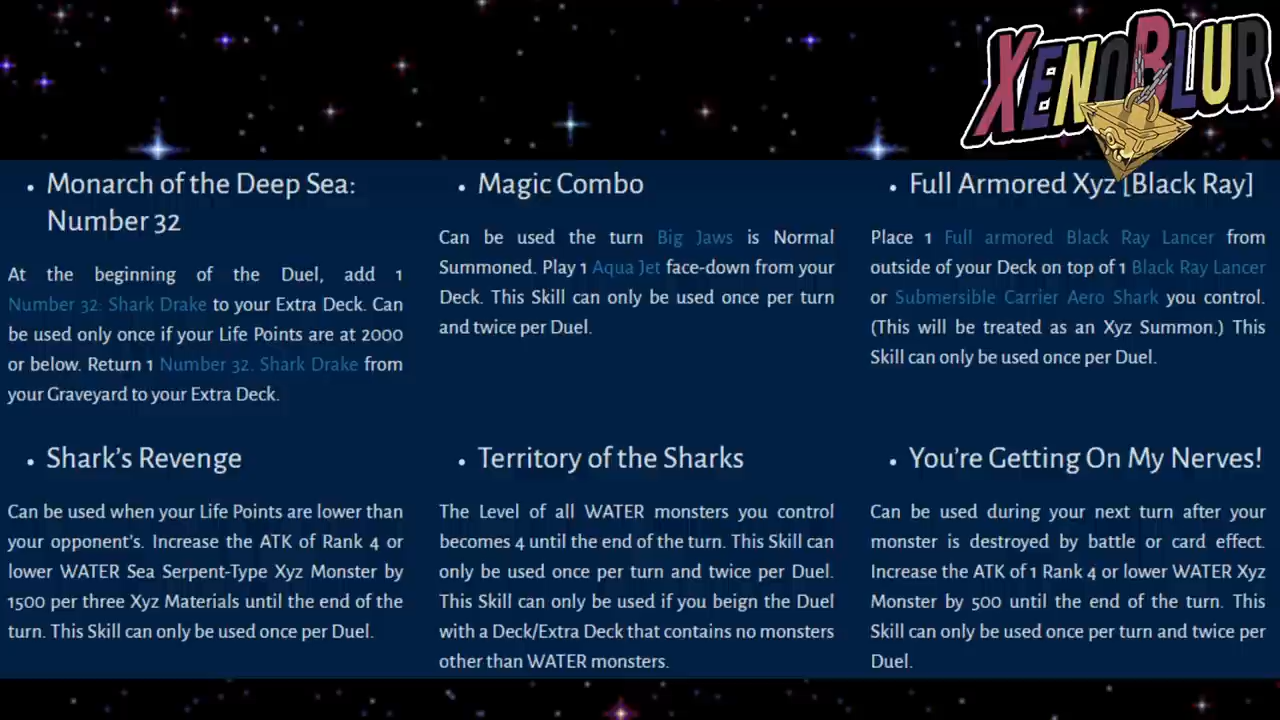 XENOBLUR
• Monarch of the Deep Sea:
Number 32
At the beginning of the Duel, add 1
Number 32: Shark Drake to your Extra Deck. Can
be used only once if your Life Points are at 2000
or below. Return 1 Number 32. Shark Drake from
your Graveyard to your Extra Deck.
• Magic Combo
Can be used the turn Big Jaws is Normal
Summoned. Play 1 Aqua Jet face-down from your
Deck. This Skill can only be used once per turn
and twice per Duel.
• Full Armored Xyz [Black Ray]
Place 1 Full armored Black Ray Lancer from
outside of your Deck on top of 1 Black Ray Lancer
or Submersible Carrier Aero Shark you control.
(This will be treated as an Xyz Summon.) This
Skill can only be used once per Duel.
• Shark’s Revenge
Can be used when your Life Points are lower than
your opponent’s. Increase the ATK of Rank 4 or
lower WATER Sea Serpent-Type Xyz Monster by
1500 per three Xyz Materials until the end of the
turn. This Skill can only be used once per Duel.
• Territory of the Sharks
The Level of all WATER monsters you control
becomes 4 until the end of the turn. This Skill can
only be used once per turn and twice per Duel.
This Skill can only be used if you beign the Duel
with a Deck/Extra Deck that contains no monsters
other than WATER monsters.
• You’re Getting On My Nerves!
Can be used during your next turn after your
monster is destroyed by battle or card effect.
Increase the ATK of 1 Rank 4 or lower WATER Xyz
Monster by 500 until the end of the turn. This
Skill can only be used once per turn and twice per
Duel.